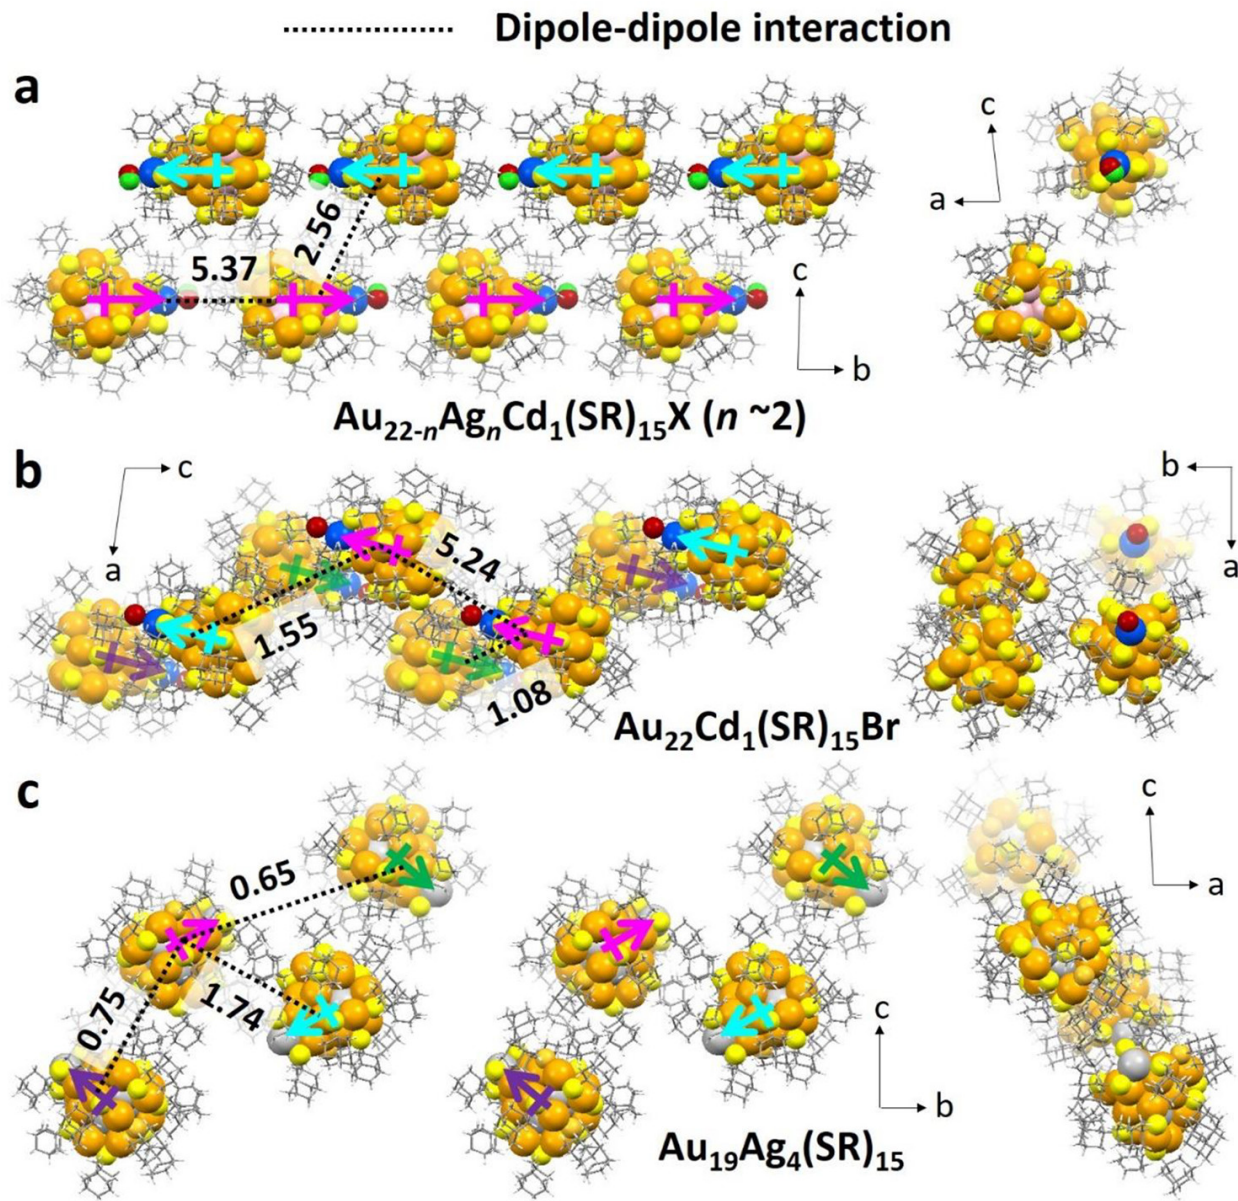 Dipole-dipole interaction
a
c
a
2.56
5.37
c
b
Au22-nAgnCd1(SR)15X (n ~2)
b
c
a
b
a
5.24
1.55
1.08
Au22Cd1(SR)15Br
c
c
a
0.65
0.75
1.74
c
b
Au19Ag4(SR)15